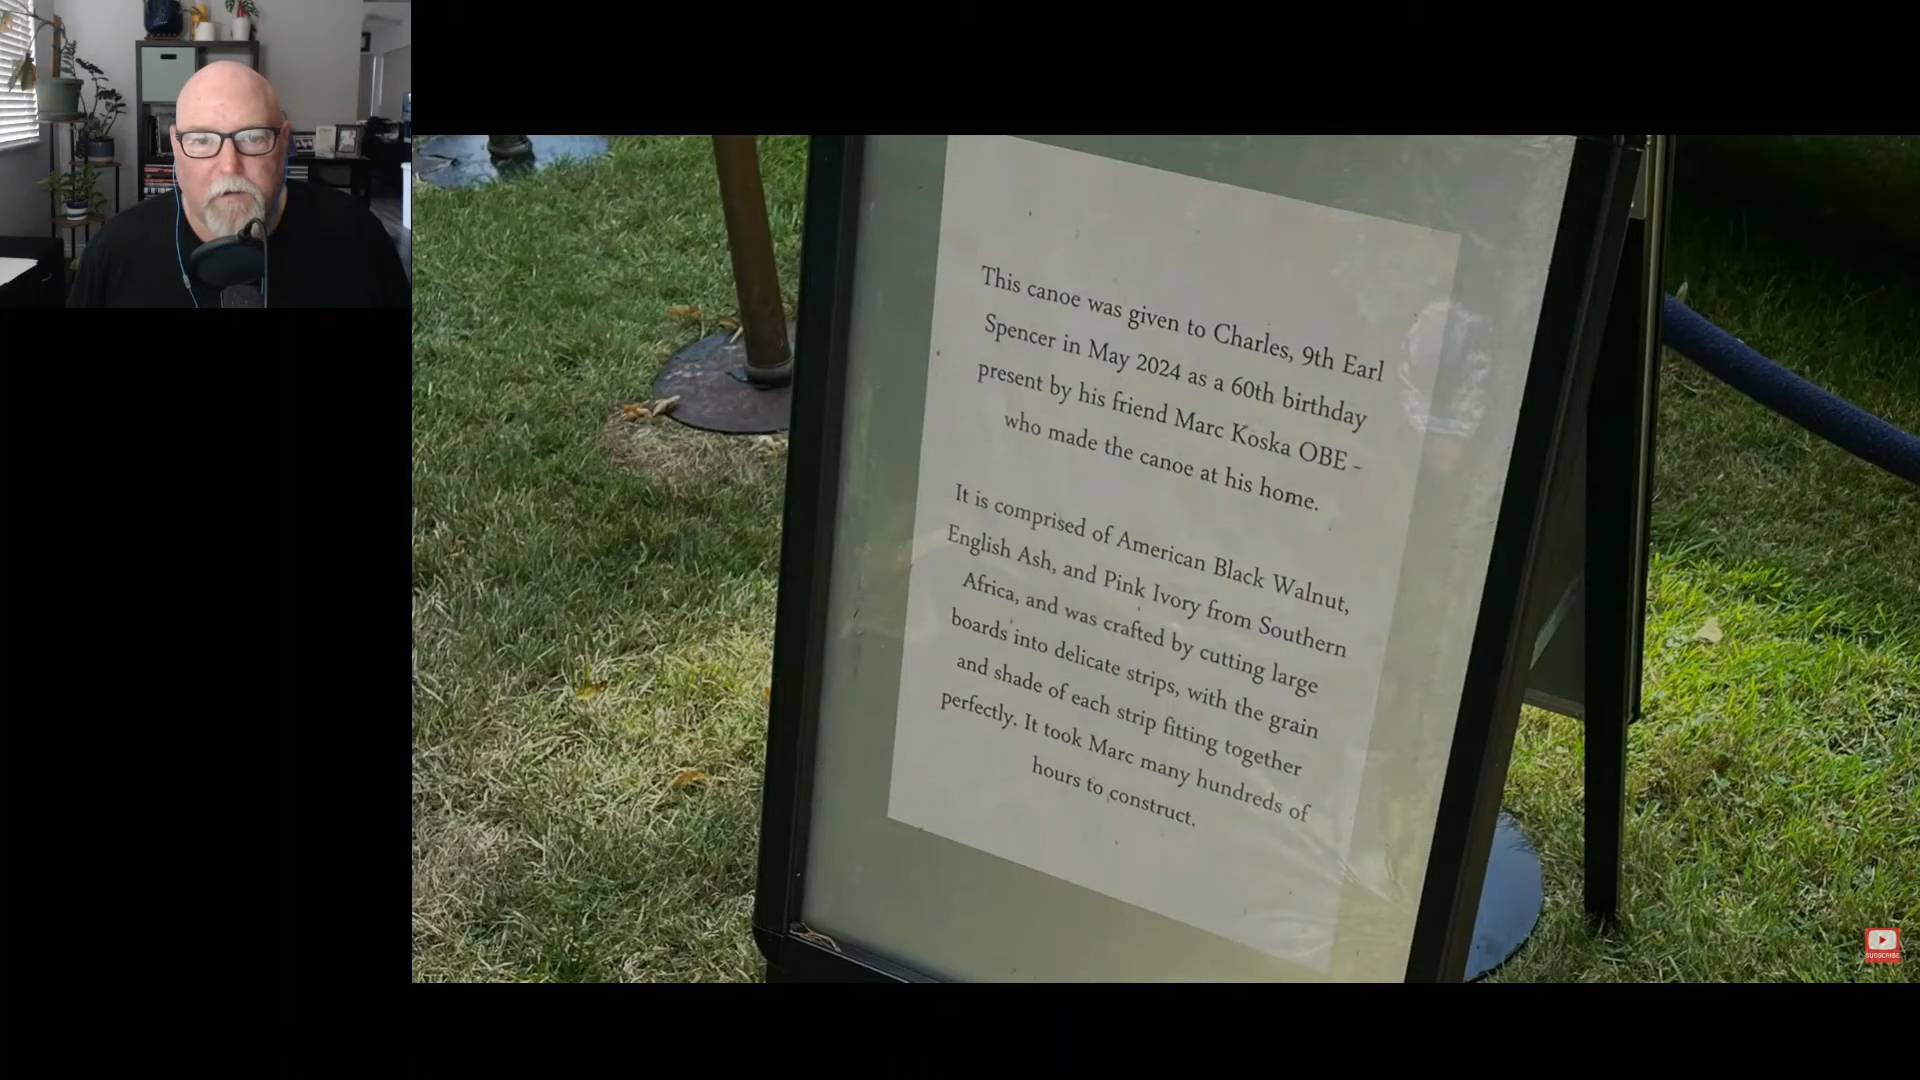 This canoe was given to Charles, 9th Earl
Spencer in May 2024 as a 60th birthday
present by his friend Marc Koska OBE -
who made the canoe at his home.
It is comprised of American Black Walnut,
English Ash, and Pink Ivory from Southern
Africa, and was crafted by cutting large
boards into delicate strips, with the grain
and shade of each strip fitting together
perfectly. It took Marc many hundreds of
hours to construct.
SUBSCRIBE